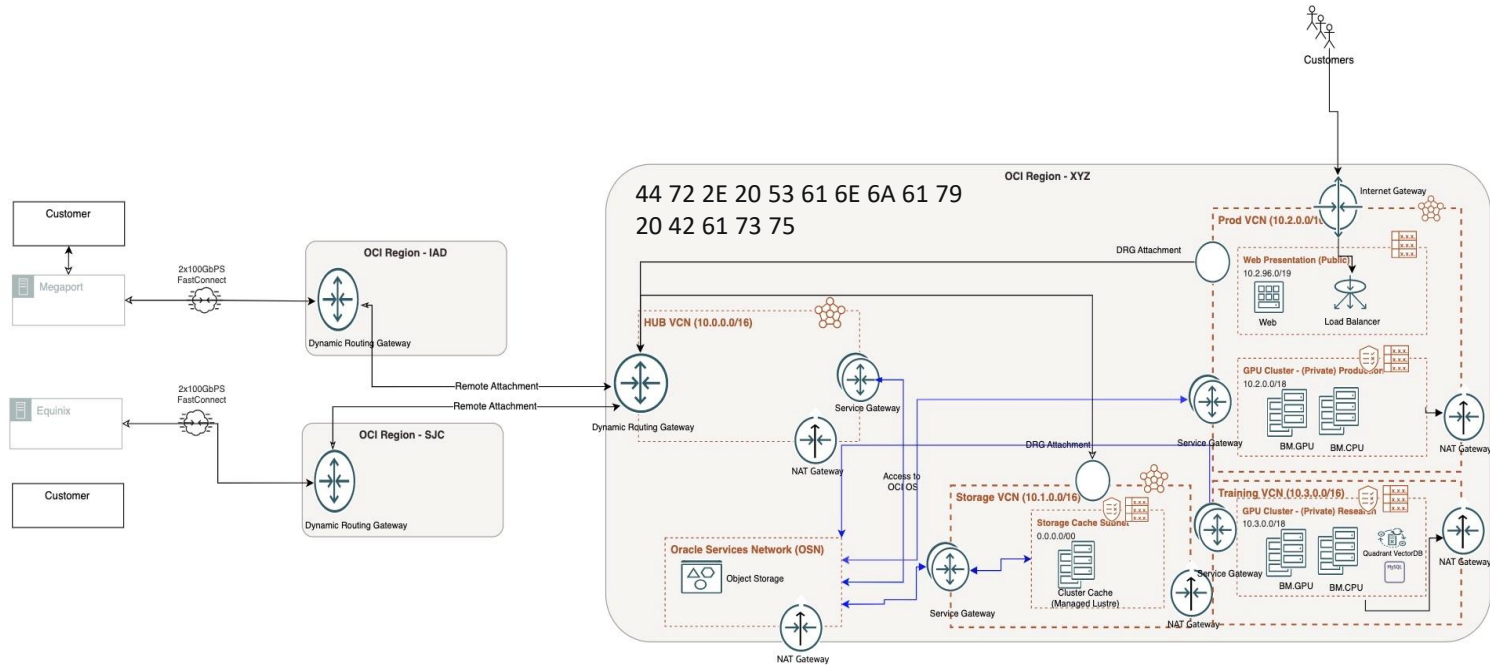 Customers
OCI Region - XYZ
44 72 2E 20 53 61 6E 6A 61 79
20 42 61 73 75
Internet Gateway
Customer
Megaport
2x100GbPS
FastConnect
OCI Region - IAD
Dynamic Routing Gateway
Remote Attachment
Remote Attachment
Equinix
2x100GbPS
FastConnect
OCI Region - SJC
Dynamic Routing Gateway
Customer
HUB VCN (10.0.0.0/16)
Dynamic Routing Gateway
Service Gateway
NAT Gateway
DRG Attachment
Prod VCN (10.2.0.0/1
Web Presentation (Public)
10.2.96.0/19
Web
Load Balancer
GPU Cluster - (Private) Production
10.2.0.0/18
BM.GPU
BM.CPU
Service Gateway
NAT Gateway
DRG Attachment
Access to
OCI OS
Storage VCN (10.1.0.0/16)
Storage Cache Subnet
0.0.0.0/00
Cluster Cache
(Managed Lustre)
Service Gateway
NAT Gateway
Oracle Services Network (OSN)
Object Storage
NAT Gateway
Training VCN (10.3.0.0/16)
GPU Cluster - (Private) Research
10.3.0.0/18
BM.GPU
BM.CPU
Quadrant VectorDB
MySQL
Service Gateway
NAT Gateway